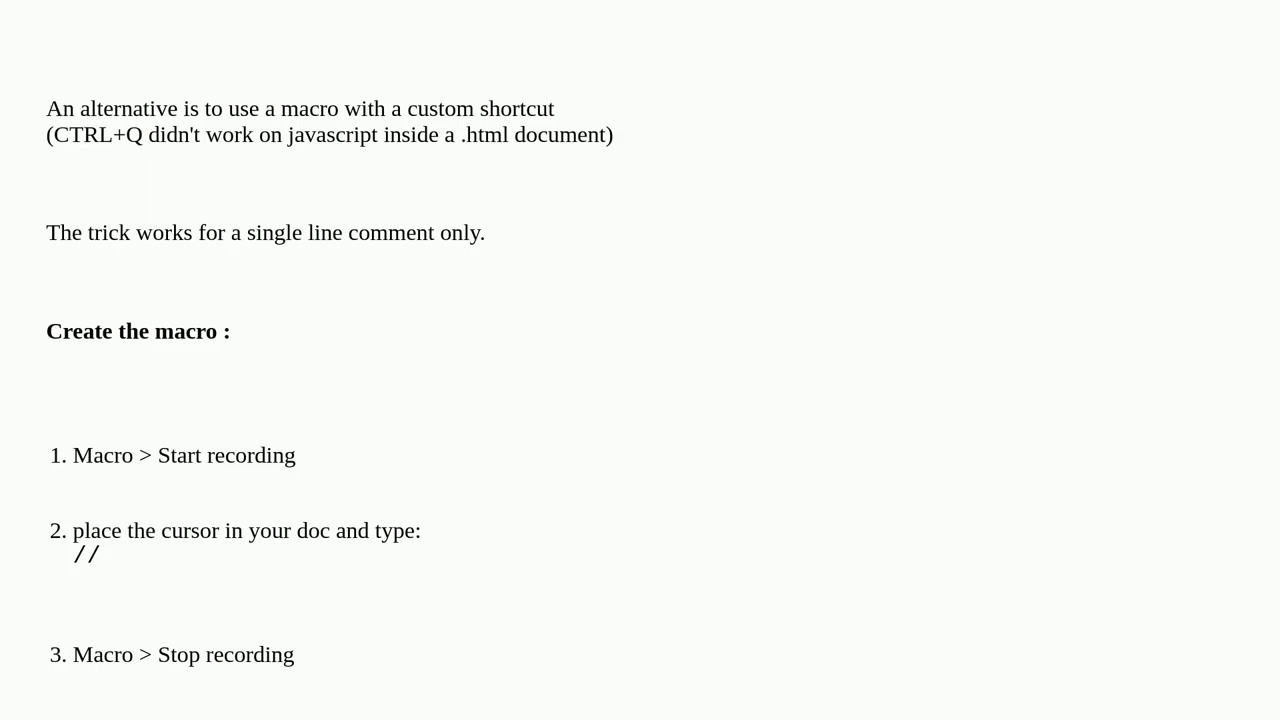 An alternative is to use a macro with a custom shortcut
(CTRL+Q didn't work on javascript inside a .html document)
The trick works for a single line comment only.
Create the macro :
1. Macro > Start recording
2. place the cursor in your doc and type:
//
3. Macro > Stop recording